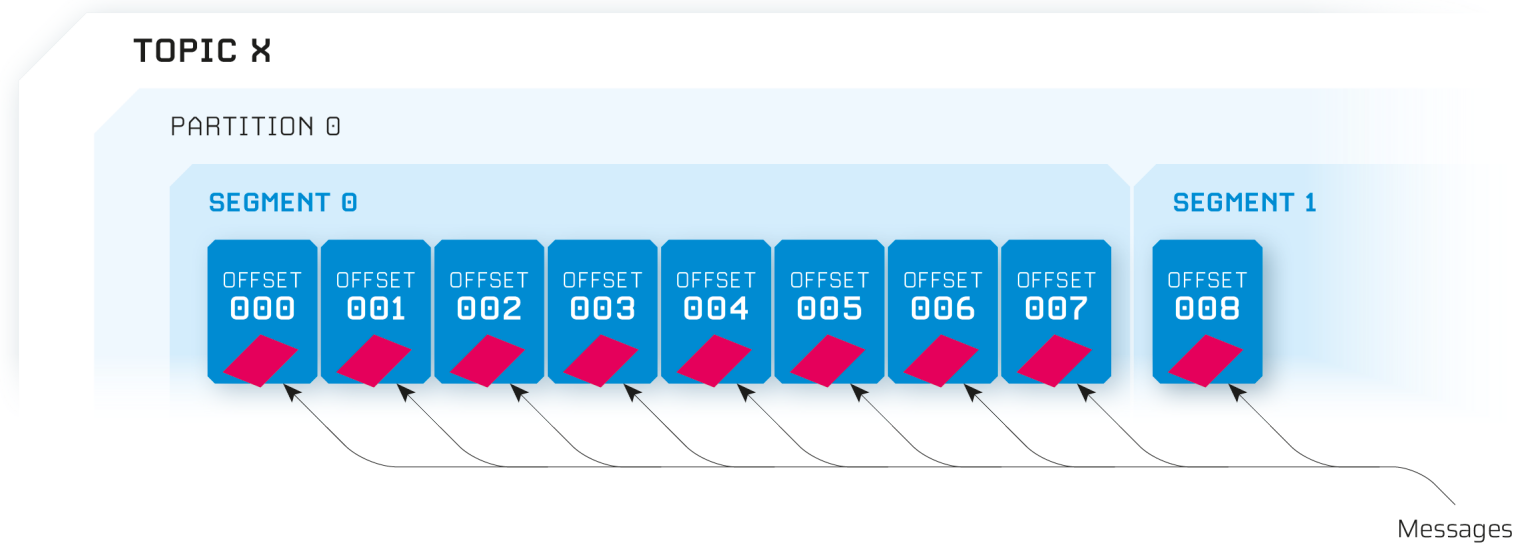 TOPIC X
PARTITION 0
SEGMENT 0
SEGMENT 1
OFFSET
000
OFFSET
001
OFFSET
002
OFFSET
003
OFFSET
004
OFFSET
005
OFFSET
006
OFFSET
007
OFFSET
008
Messages